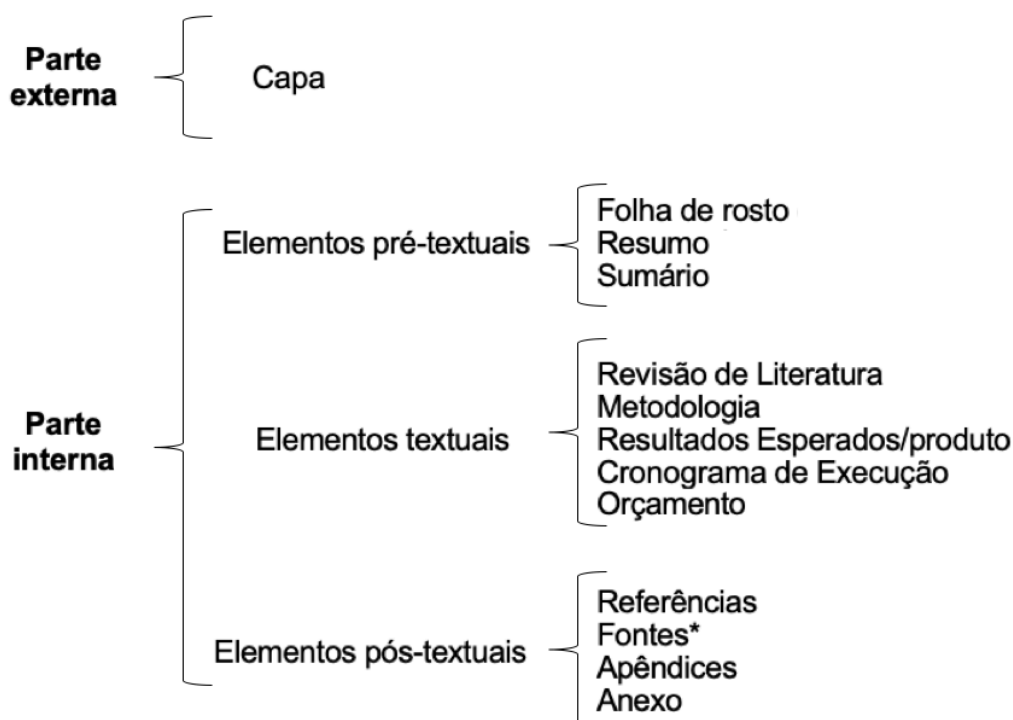 Parte
externa
Capa
Parte
interna
Elementos pré-textuais
Folha de rosto
Resumo
Sumário
Elementos textuais
Revisão de Literatura
Metodologia
Resultados Esperados/produto
Cronograma de Execução
Orçamento
Elementos pós-textuais
Referências
Fontes*
Apêndices
Anexo